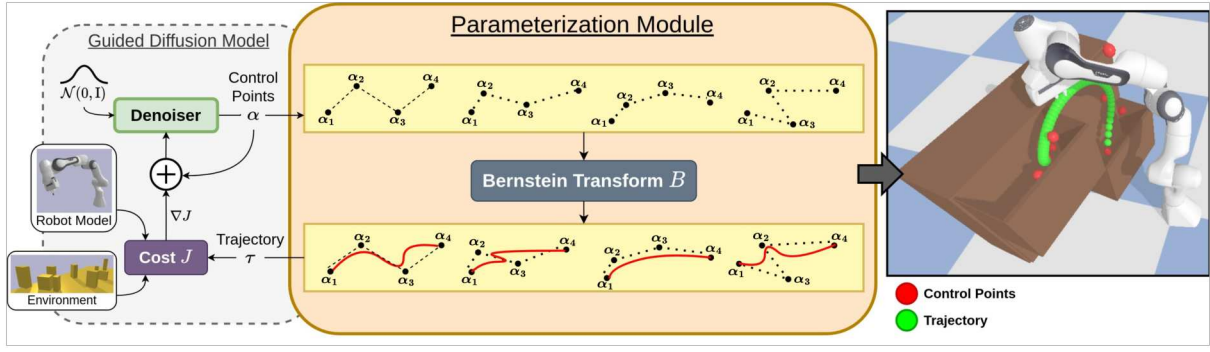 Guided Diffusion Model
𝒩(0, I)
Denoiser
Control
Points
α
Robot Model
∇J
Cost J
Environment
Trajectory
τ
Parameterization Module
α₁ α₂ α₃ α₄
α₁ α₂ α₃ α₄
α₁ α₂ α₃ α₄
α₁ α₂ α₃ α₄
Bernstein Transform B
α₁ α₂ α₃ α₄
α₁ α₂ α₃ α₄
α₁ α₂ α₃ α₄
α₁ α₂ α₃ α₄
Control Points
Trajectory